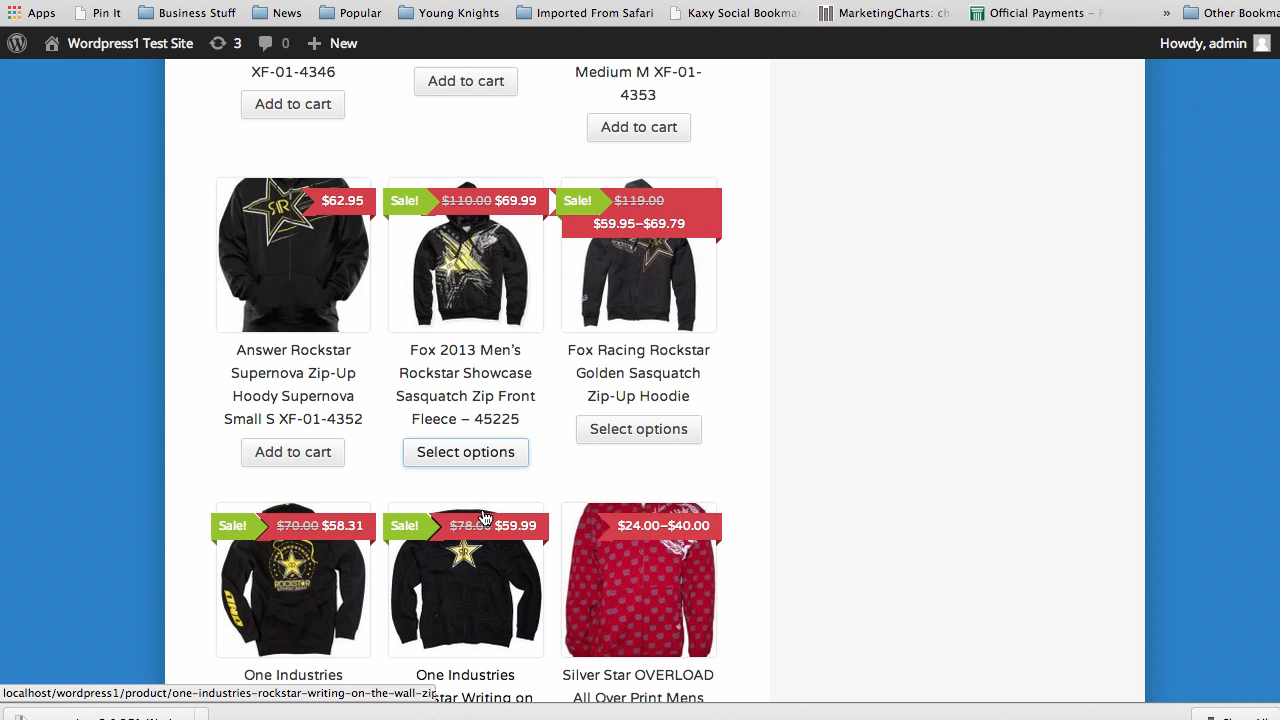 Apps Pin It Business Stuff News Popular Young Knights Imported From Safari Kaxy Social Bookma MarketingCharts: ch Official Payments – P » Other Bookma
Wordpress1 Test Site 3 0 New Howdy, admin
XF-01-4346
Add to cart
Add to cart
Medium M XF-01-
4353
Add to cart
$62.95
Answer Rockstar
Supernova Zip-Up
Hoody Supernova
Small S XF-01-4352
Add to cart
Sale! $110.00 $69.99
Fox 2013 Men's
Rockstar Showcase
Sasquatch Zip Front
Fleece – 45225
Select options
Sale! $119.00
$59.95–$69.79
Fox Racing Rockstar
Golden Sasquatch
Zip-Up Hoodie
Select options
Sale! $70.00 $58.31
ROCKSTAR
One Industries
Sale! $78.00 $59.99
One Industries
star Writing on
$24.00–$40.00
Silver Star OVERLOAD
All Over Print Mens
localhost/wordpress1/product/one-industries-rockstar-writing-on-the-wall-zip